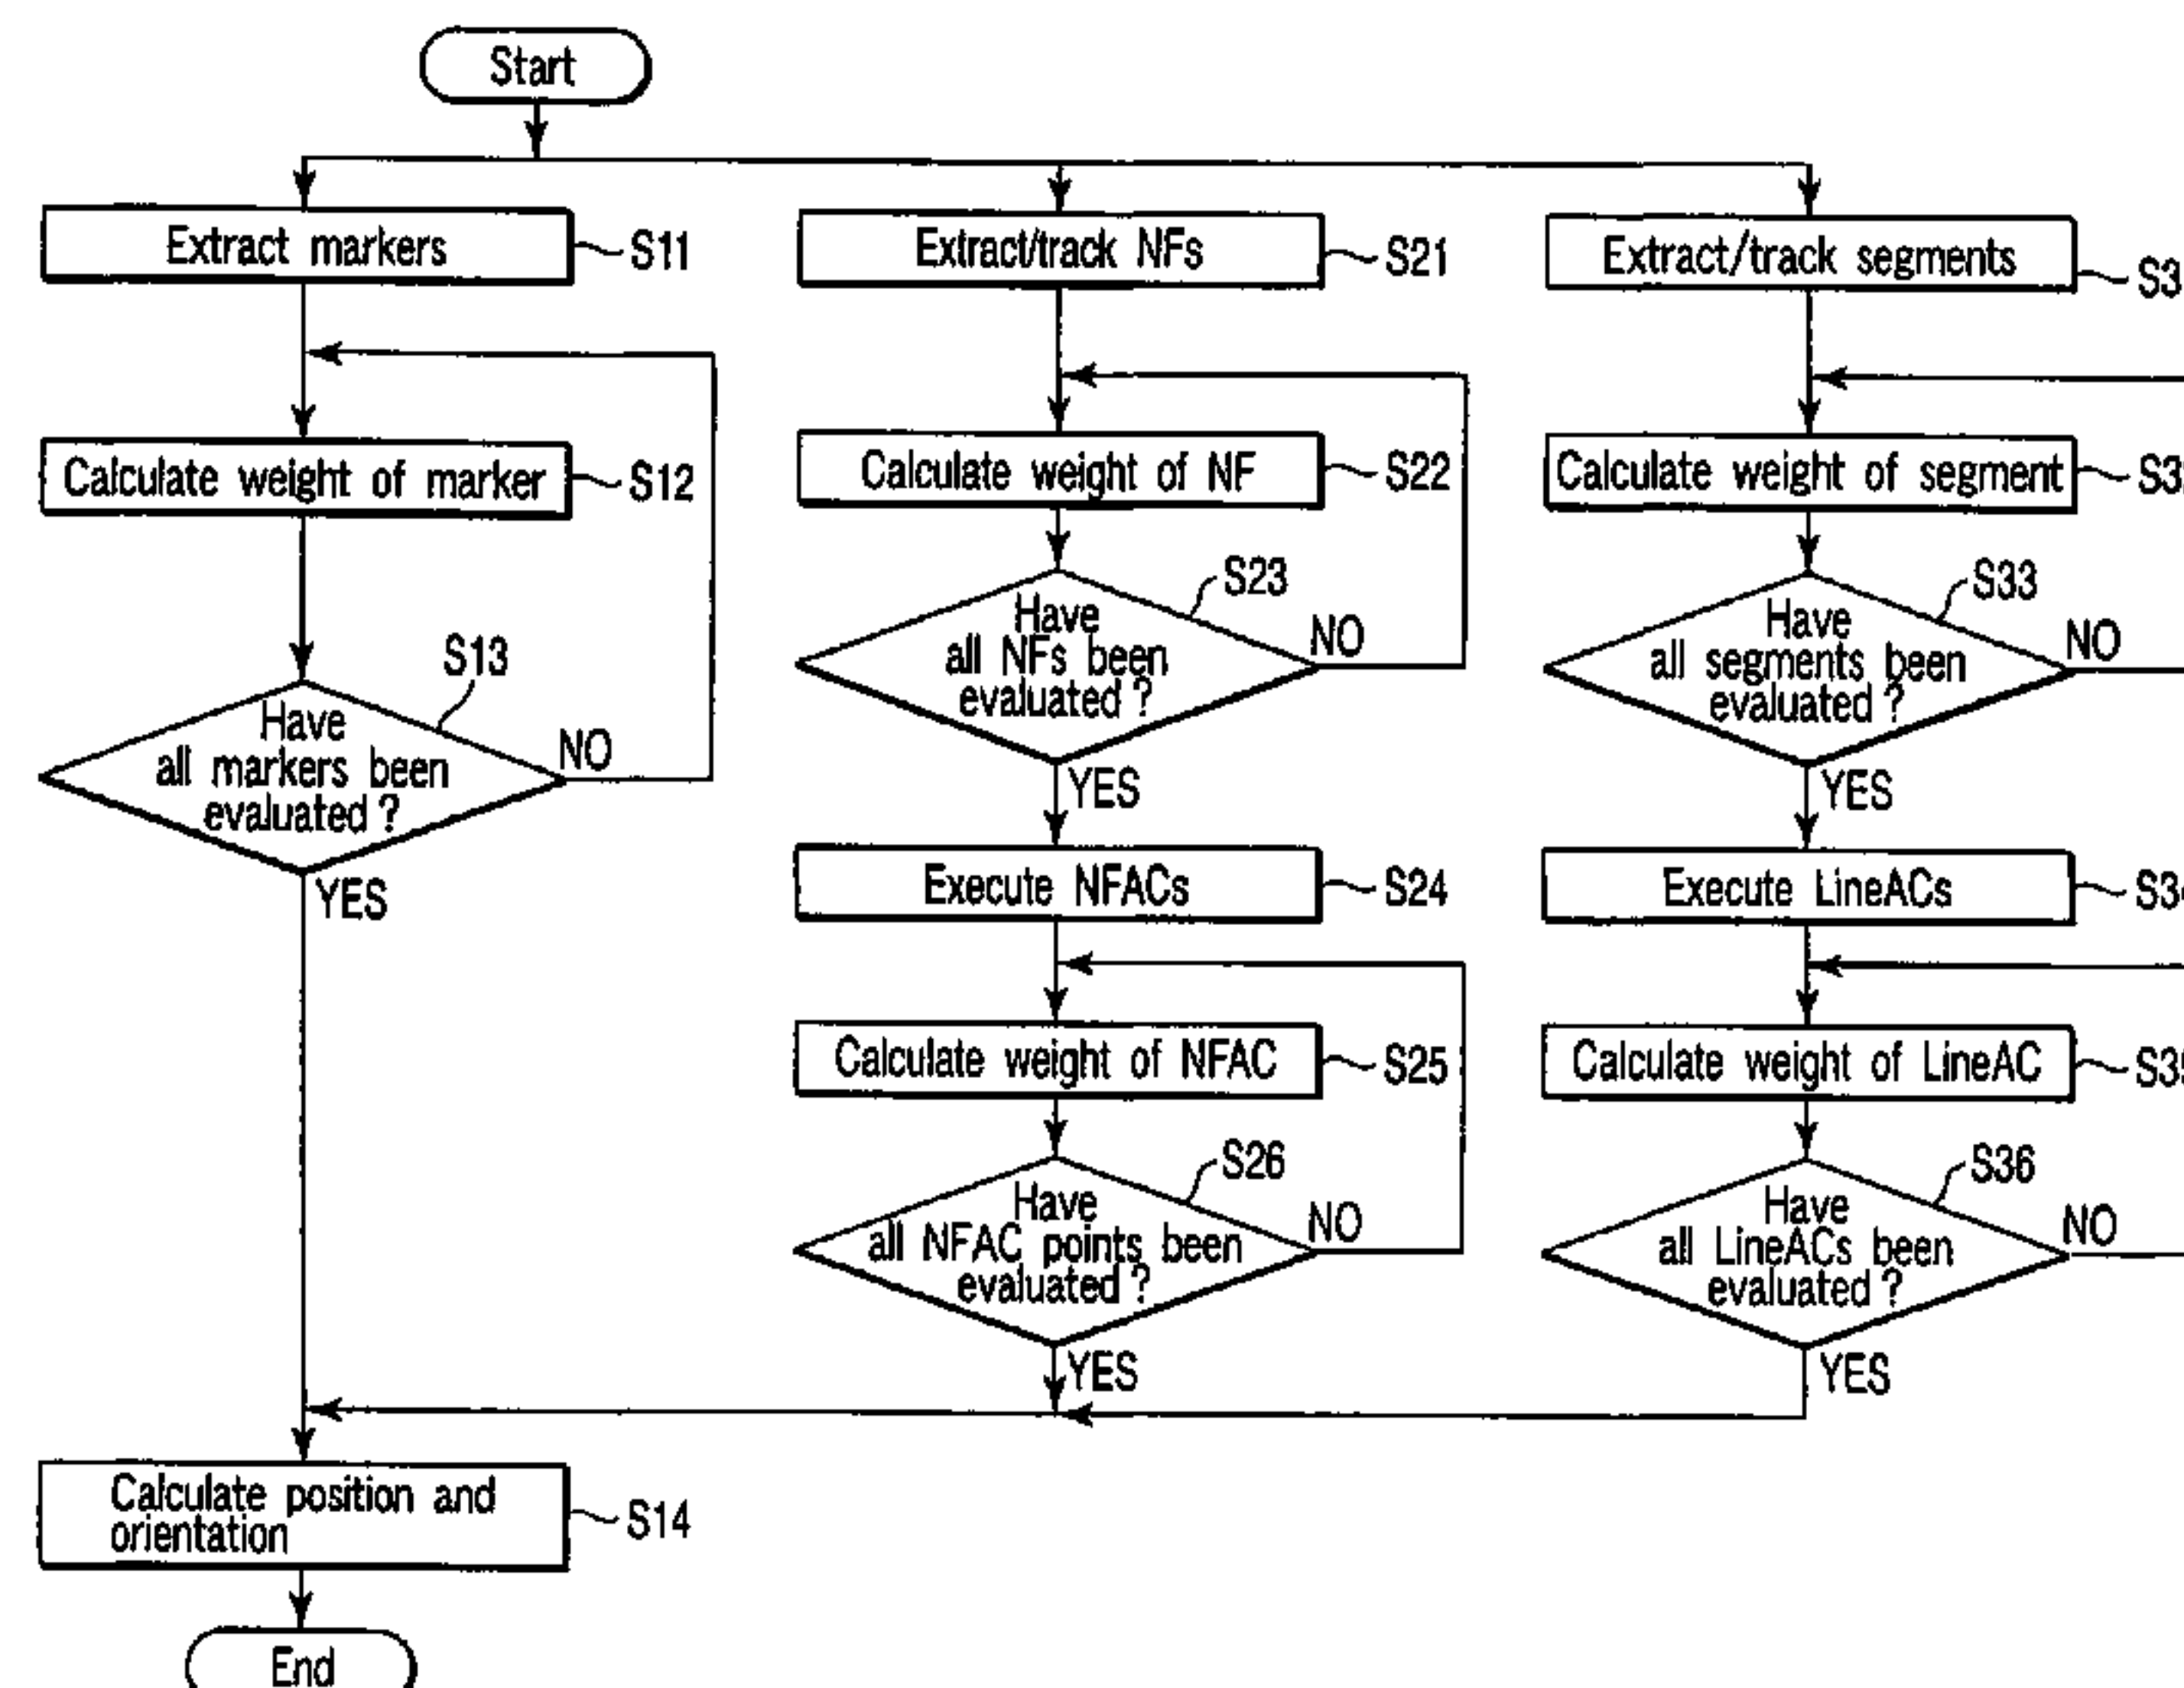 Start
Extract markers
S11
Calculate weight of marker
S12
S13
Have
all markers been
evaluated?
NO
YES
Extract/track NFs
S21
Calculate weight of NF
S22
S23
Have
all NFs been
evaluated?
NO
YES
Execute NFACs
S24
Calculate weight of NFAC
S25
S26
Have
all NFAC points been
evaluated?
NO
YES
Extract/track segments
S3
Calculate weight of segment
S3
S33
Have
all segments been
evaluated?
NO
YES
Execute LineACs
S34
Calculate weight of LineAC
S35
S36
Have
all LineACs been
evaluated?
NO
YES
Calculate position and
orientation
S14
End